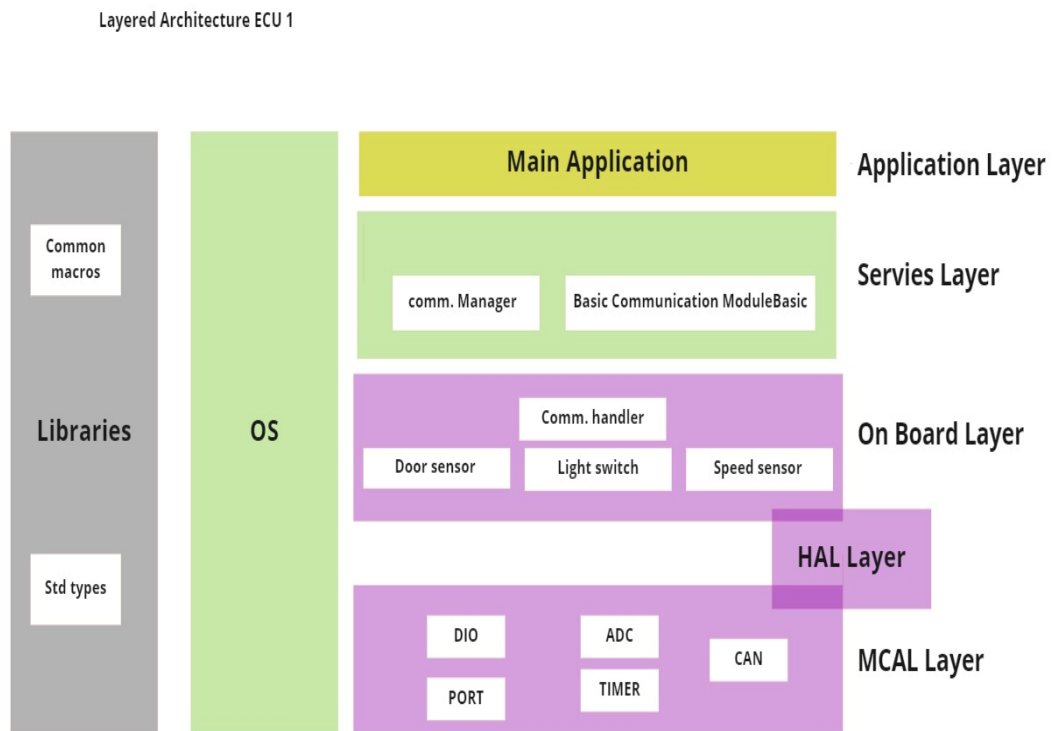 Layered Architecture ECU 1
Main Application
Application Layer
Common
macros
Servies Layer
comm. Manager
Basic Communication ModuleBasic
Libraries
OS
Comm. handler
Door sensor
Light switch
Speed sensor
On Board Layer
HAL Layer
Std types
DIO
ADC
CAN
PORT
TIMER
MCAL Layer